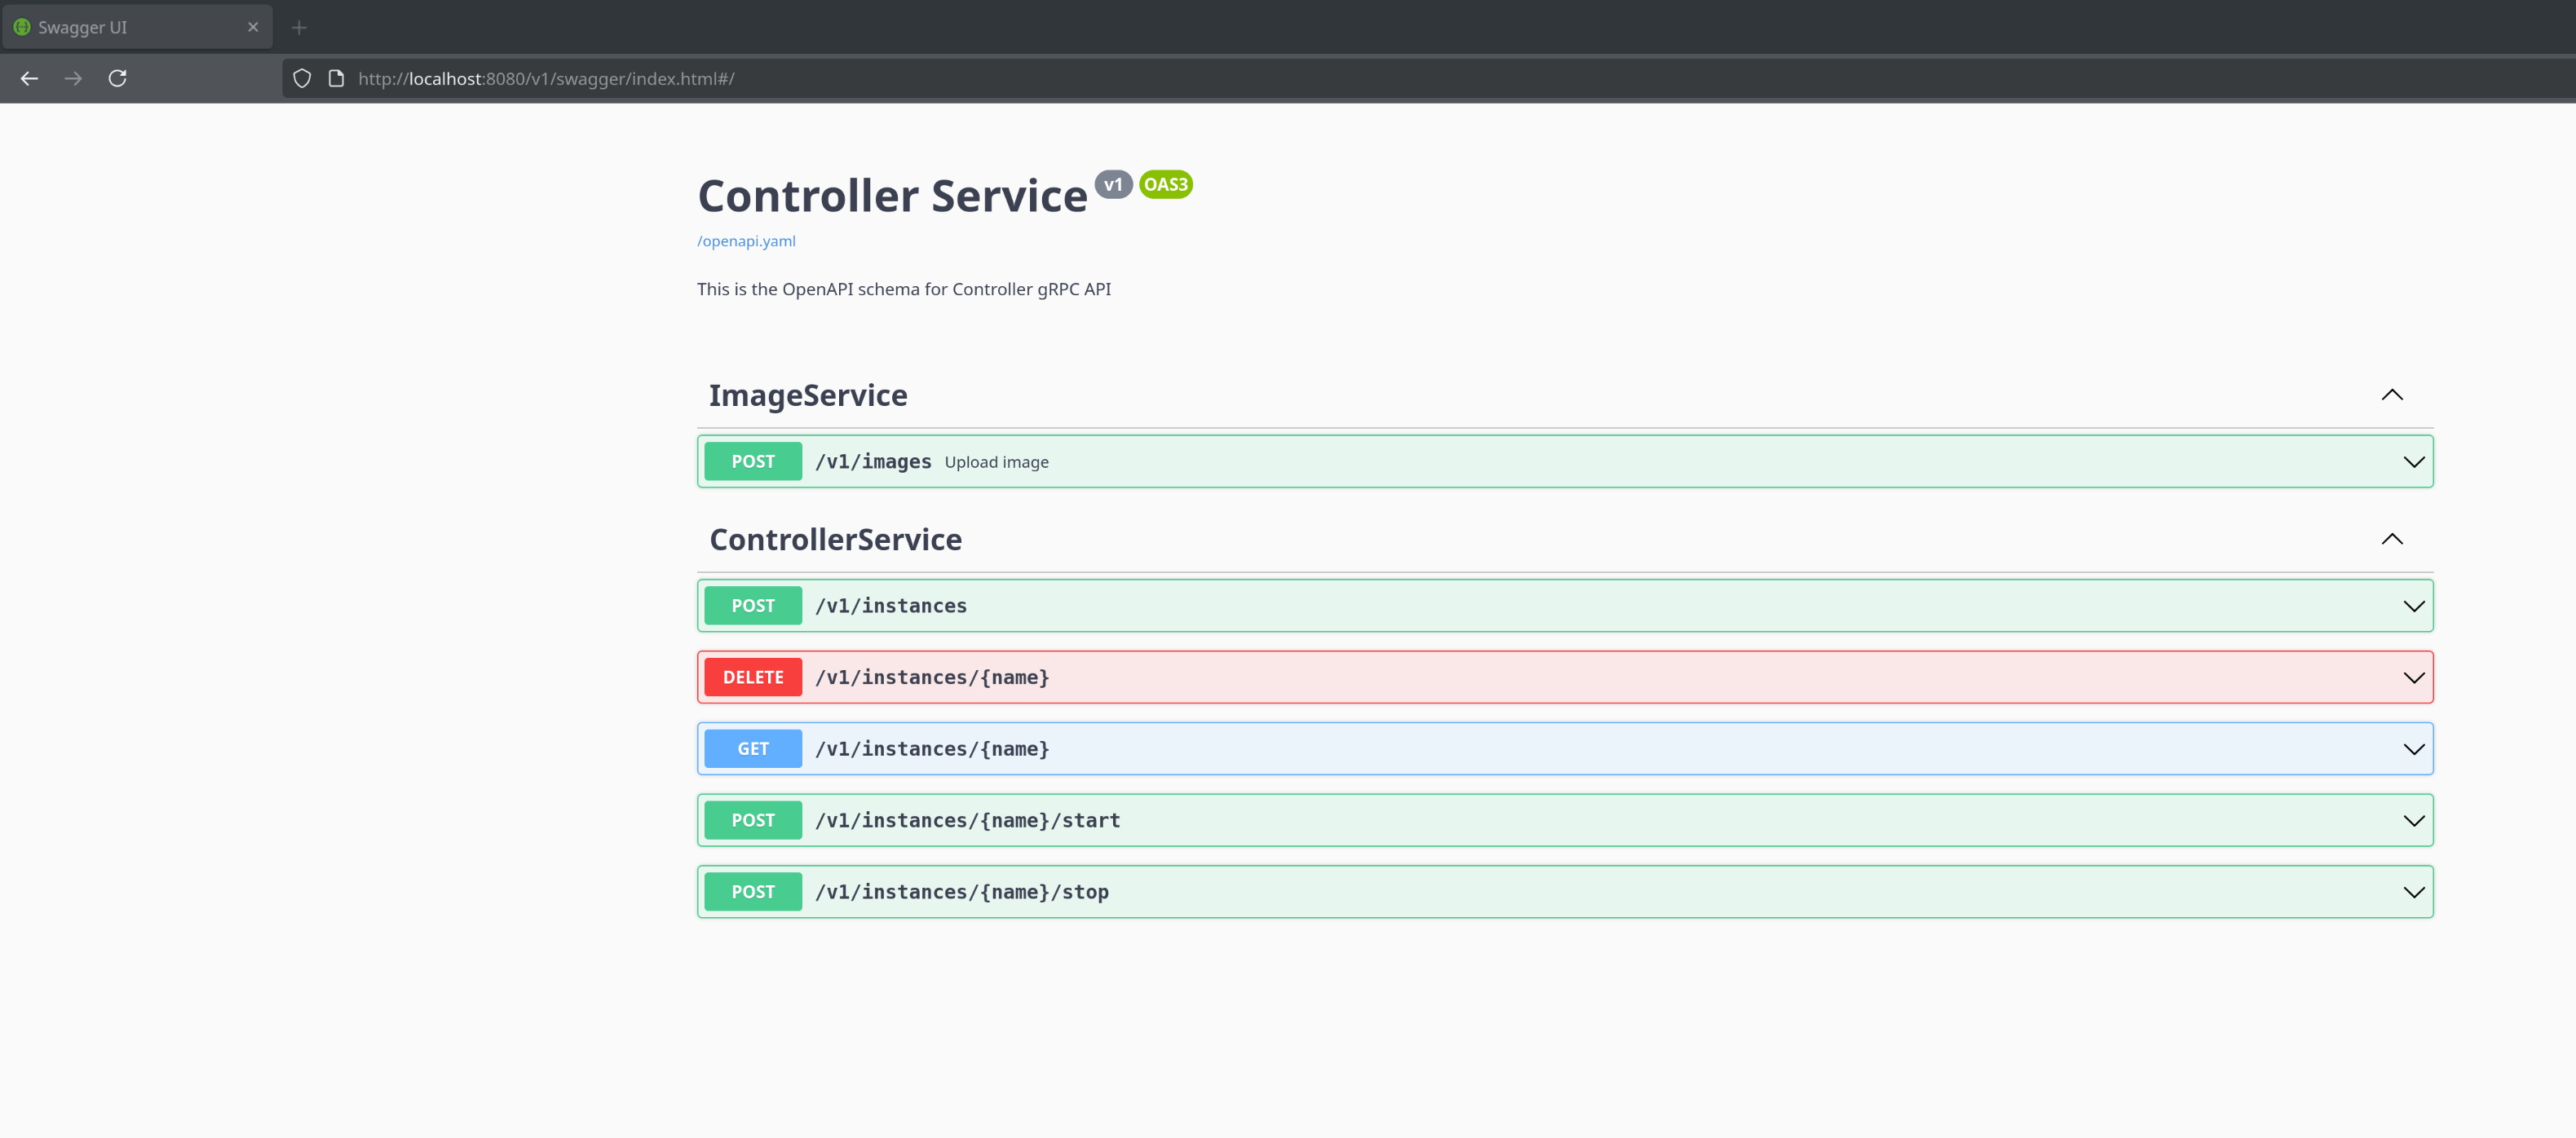 Swagger UI
http://localhost:8080/v1/swagger/index.html#/
Controller Service v1 OAS3
/openapi.yaml
This is the OpenAPI schema for Controller gRPC API
ImageService
POST /v1/images Upload image
ControllerService
POST /v1/instances
DELETE /v1/instances/{name}
GET /v1/instances/{name}
POST /v1/instances/{name}/start
POST /v1/instances/{name}/stop